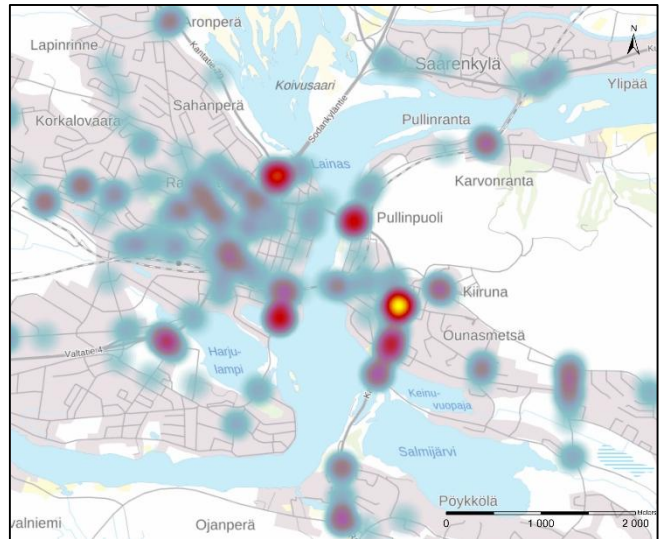 Aronperä
Lapinrinne
Kantatie 79
Koivusaari
Saarenkylä
N
Sodankyläntie
Sahanperä
Ylipää
Korkalovaara
Pullinranta
Lainas
Karvonranta
Pullinpuoli
Kiiruna
Ounasmetsä
Valtatie 4
Harju-
lampi
Keinu-
vuopaja
Salmijärvi
Pöykkölä
valniemi
Ojanperä
0 1 000 2 000
Meters